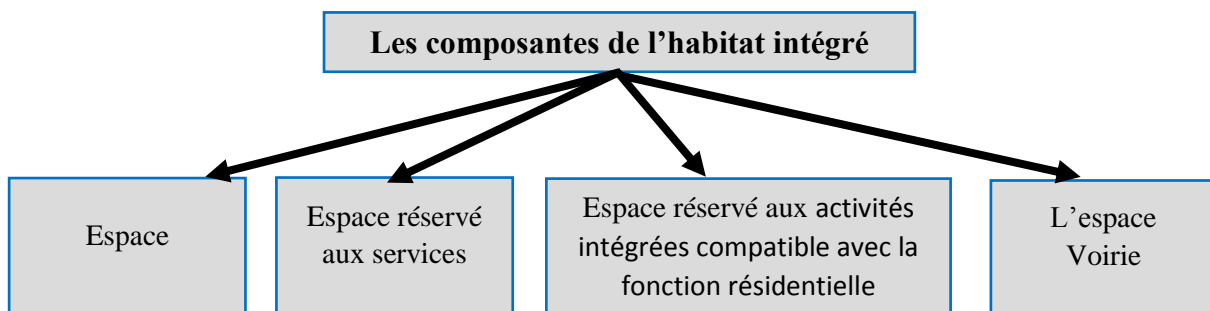 Les composantes de l’habitat intégré
Espace
Espace réservé
aux services
Espace réservé aux activités
intégrées compatible avec la
fonction résidentielle
L’espace
Voirie